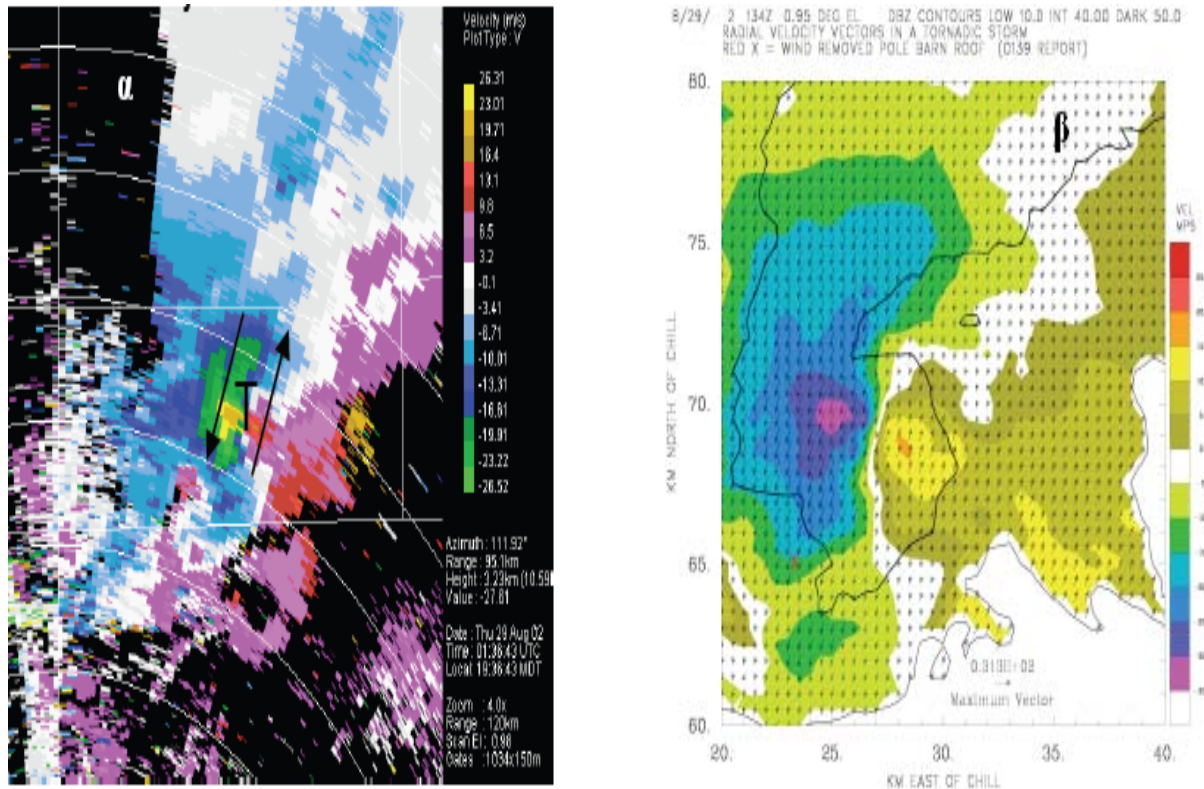 Velocity (m/s)
Plot Type: V
α
26.31
23.01
19.71
16.4
13.1
9.8
6.5
3.2
-0.1
-3.41
-6.71
-10.01
-13.31
-16.61
-19.91
-23.22
-26.52
T
Azimuth : 111.92°
Range : 95.1km
Height : 3.23km (10.59
Value : -27.81
Date : Thu 29 Aug 02
Time : 01:36:43 UTC
Local: 19:36:43 MDT
Zoom : 4.0x
Range : 120km
Scan El : 0.96
Gates : 1034x150m
8/29/ 2 134Z 0.95 DEG EL DBZ CONTOURS LOW 10.0 INT 40.00 DARK 50.0
RADIAL VELOCITY VECTORS IN A TORNADIC STORM
RED X = WIND REMOVED POLE BARN ROOF (0139 REPORT)
β
80.
75.
70.
65.
60.
KM NORTH OF CHILL
20.
25.
30.
35.
40.
KM EAST OF CHILL
Maximum Vector
VEL
MPS